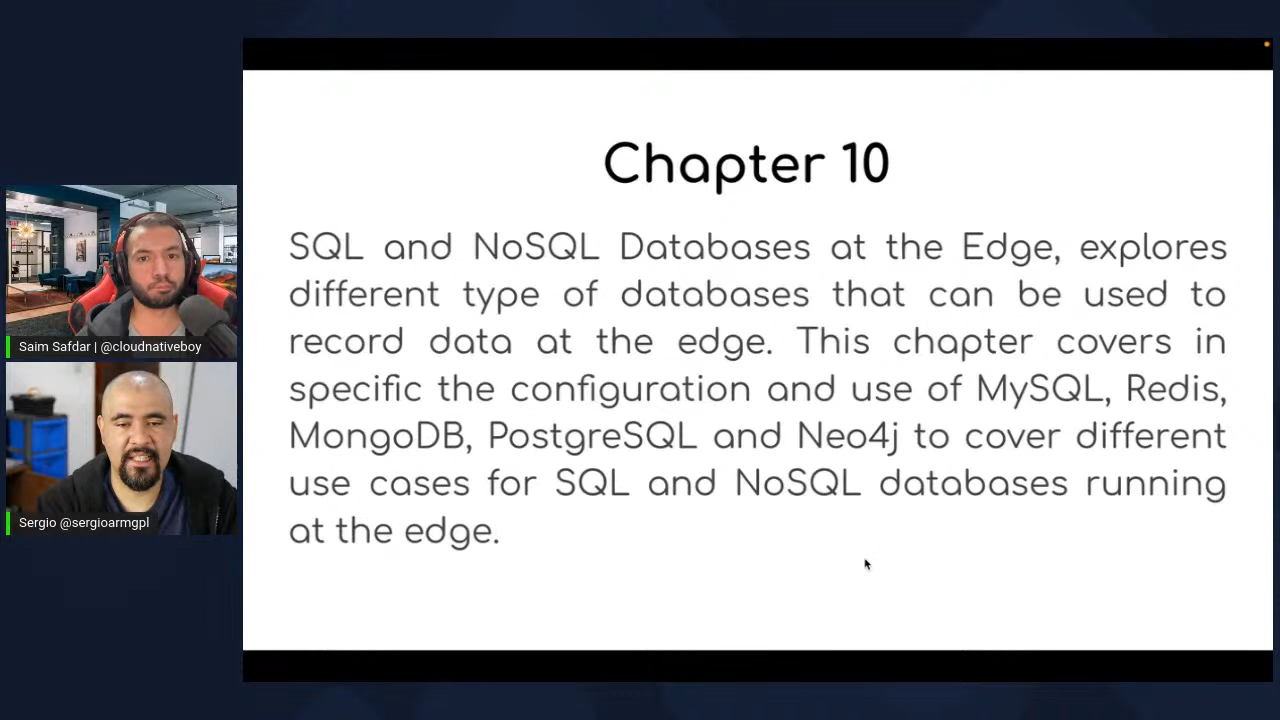 Chapter 10
SQL and NoSQL Databases at the Edge, explores
different type of databases that can be used to
record data at the edge. This chapter covers in
specific the configuration and use of MySQL, Redis,
MongoDB, PostgreSQL and Neo4j to cover different
use cases for SQL and NoSQL databases running
at the edge.
Saim Safdar | @cloudnativeboy
Sergio @sergioarmgpl